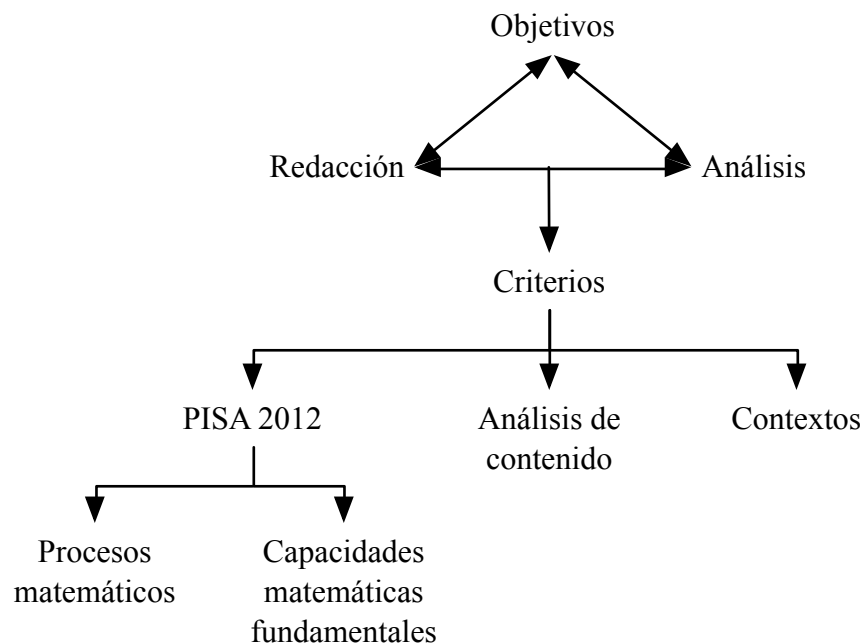 Objetivos
Redacción
Análisis
Criterios
PISA 2012
Análisis de
contenido
Contextos
Procesos
matemáticos
Capacidades
matemáticas
fundamentales